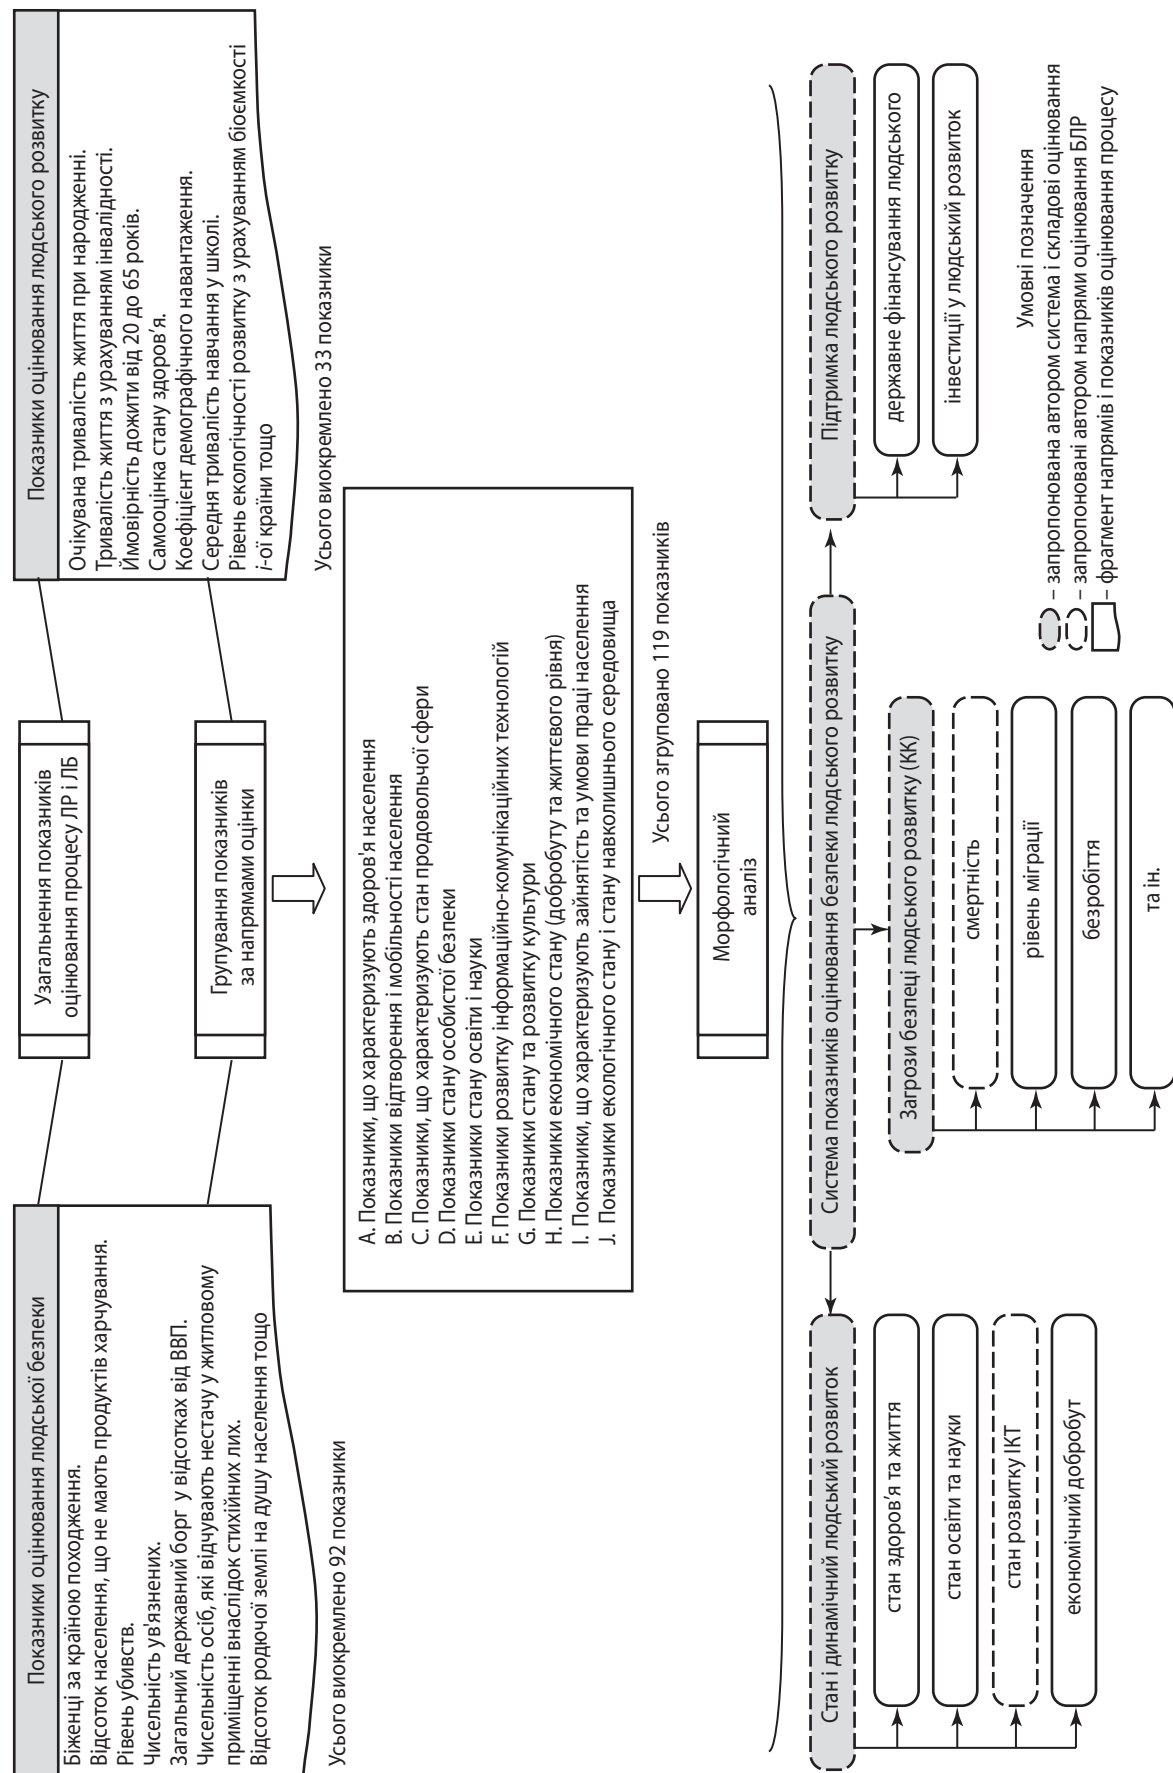 Показники оцінювання людської безпеки
Біженці за країною походження.
Відсоток населення, що не мають продуктів харчування.
Рівень убивств.
Чисельність ув'язнених.
Загальний державний борг у відсотках від ВВП.
Чисельність осіб, які відчувають нестачу у житловому
приміщенні внаслідок стихійних лих.
Відсоток родючої землі на душу населення тощо
Усього виокремлено 92 показники
Узагальнення показників
оцінювання процесу ЛР і ЛБ
Групування показників
за напрямами оцінки
Показники оцінювання людського розвитку
Очікувана тривалість життя при народженні.
Тривалість життя з урахуванням інвалідності.
Ймовірність дожити від 20 до 65 років.
Самооцінка стану здоров'я.
Коефіцієнт демографічного навантаження.
Середня тривалість навчання у школі.
Рівень екологічності розвитку з урахуванням біоємкості
i-ої країни тощо
Усього виокремлено 33 показники
A. Показники, що характеризують здоров'я населення
B. Показники відтворення і мобільності населення
C. Показники, що характеризують стан продовольчої сфери
D. Показники стану особистої безпеки
E. Показники стану освіти і науки
F. Показники розвитку інформаційно-комунікаційних технологій
G. Показники стану та розвитку культури
H. Показники економічного стану (добробуту та життєвого рівня)
I. Показники, що характеризують зайнятість та умови праці населення
J. Показники екологічного стану і стану навколишнього середовища
Усього згруповано 119 показників
Морфологічний
аналіз
Система показників оцінювання безпеки людського розвитку
Стан і динамічний людський розвиток
стан здоров'я та життя
стан освіти та науки
стан розвитку ІКТ
економічний добробут
Загрози безпеці людського розвитку (КК)
смертність
рівень міграції
безробіття
та ін.
Підтримка людського розвитку
державне фінансування людського
інвестиції у людський розвиток
Умовні позначення
– запропонована автором система і складові оцінювання
– запропоновані автором напрями оцінювання БЛР
– фрагмент напрямів і показників оцінювання процесу